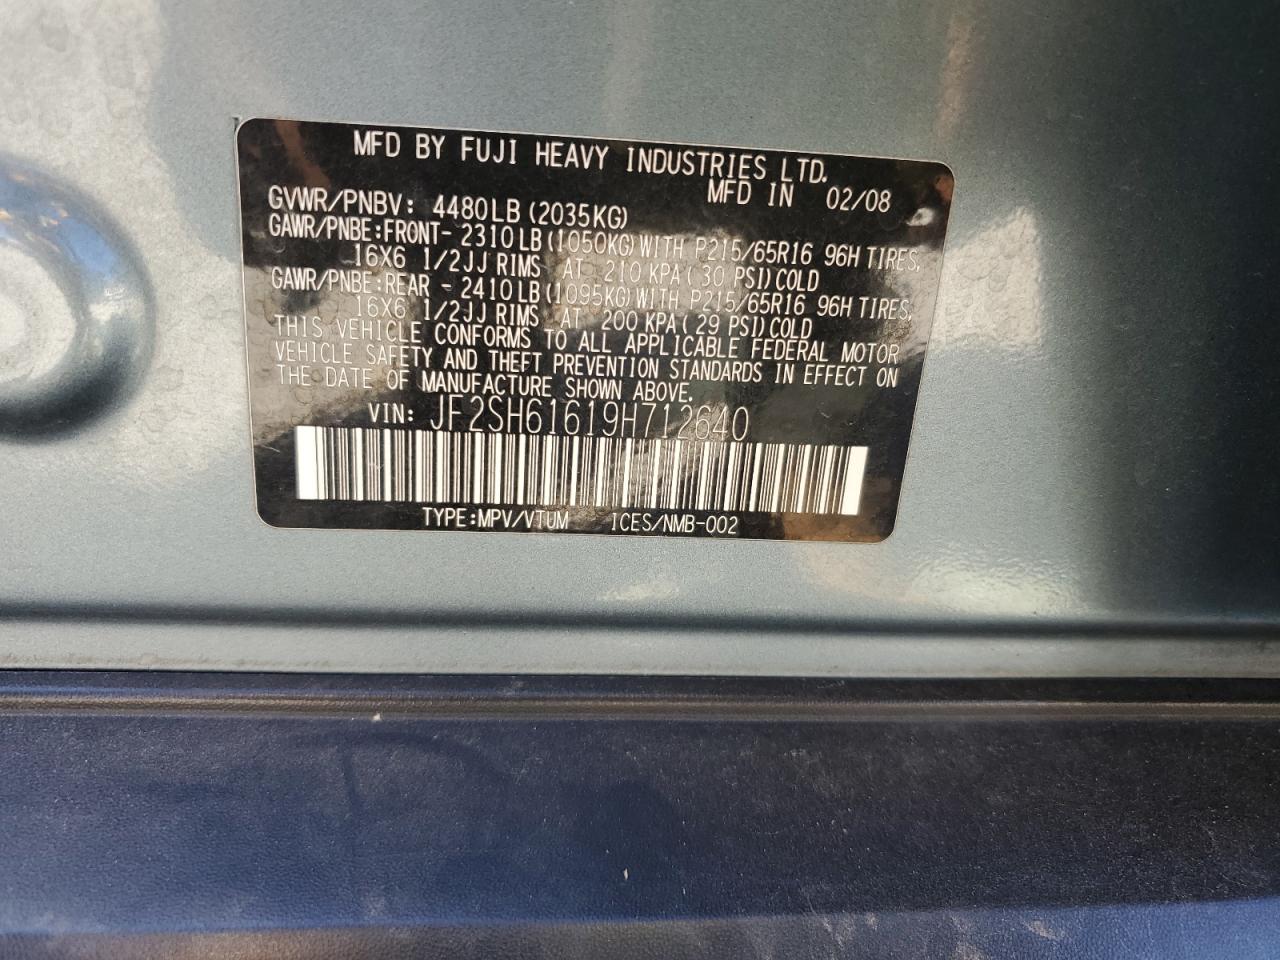 MFD BY FUJI HEAVY INDUSTRIES LTD.
MFD IN 02/08
GVWR/PNBV: 4480LB(2035KG)
GAWR/PNBE:FRONT- 2310LB(1050KG)WITH P215/65R16 96H TIRES,
16X6 1/2JJ RIMS AT 210 KPA(30 PSI)COLD
GAWR/PNBE:REAR - 2410LB(1095KG)WITH P215/65R16 96H TIRES,
16X6 1/2JJ RIMS AT 200 KPA(29 PSI)COLD
THIS VEHICLE CONFORMS TO ALL APPLICABLE FEDERAL MOTOR
VEHICLE SAFETY AND THEFT PREVENTION STANDARDS IN EFFECT ON
THE DATE OF MANUFACTURE SHOWN ABOVE.
VIN: JF2SH61619H712640
TYPE:MPV/VTUM ICES/NMB-002